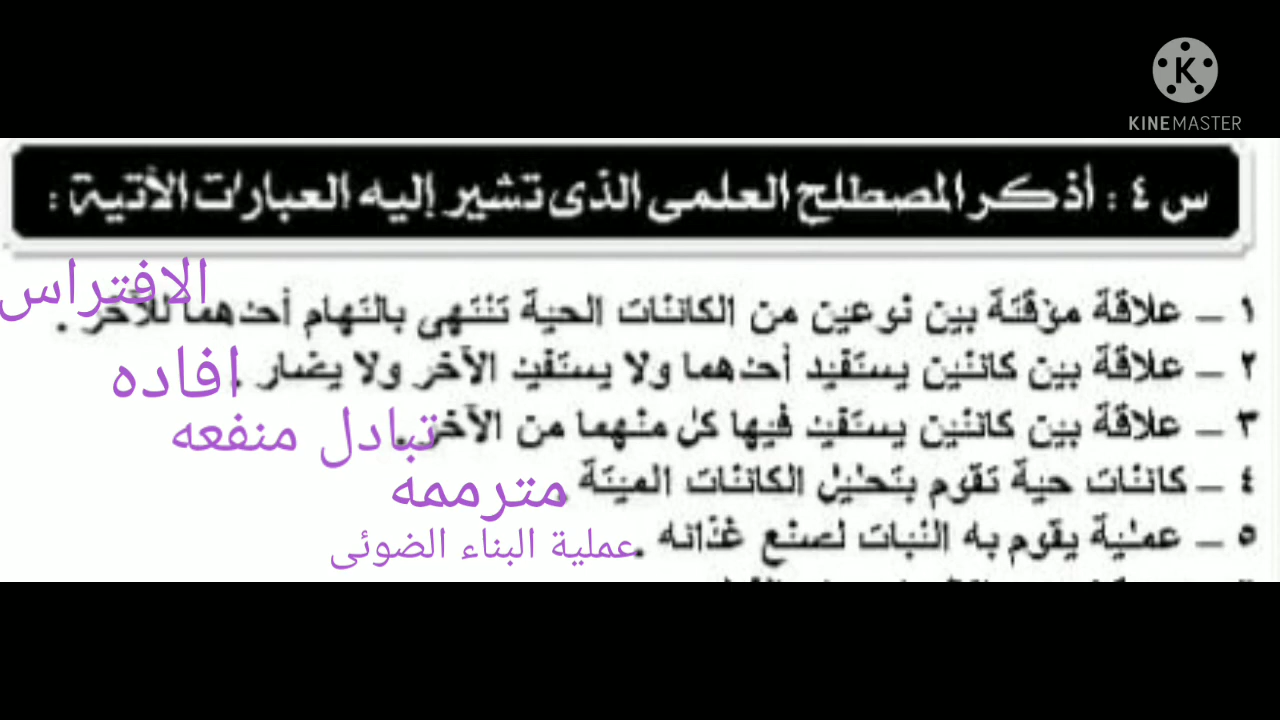 KINEMASTER
س ٤ : أذكر المصطلح العلمى الذى تشير إليه العبارات الأتية :
١ – علاقة مؤقتة بين نوعين من الكائنات الحية تنتهى بالتهام أحدهما للآخر . الافتراس
٢ – علاقة بين كائنين يستفيد أحدهما ولا يستفيد الآخر ولا يضار . افاده
٣ – علاقة بين كائنين يستفيد فيها كل منهما من الآخر . تبادل منفعه
٤ – كائنات حية تقوم بتحليل الكائنات الميتة مترممه
٥ – عملية يقوم به النبات لصنع غذائه . عملية البناء الضوئى